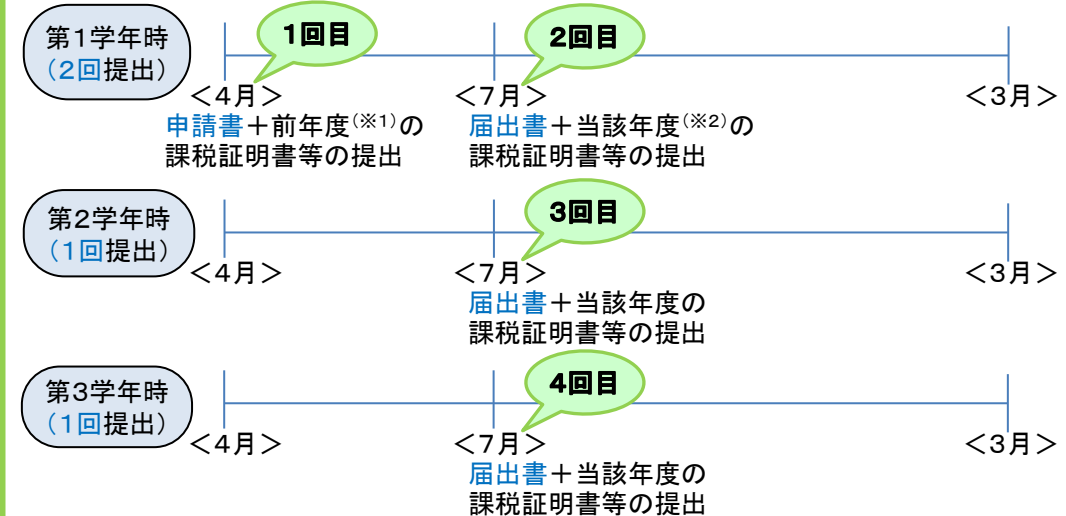 第1学年時
(2回提出)
1回目
2回目
<4月>
<7月>
<3月>
申請書+前年度(※1)の
課税証明書等の提出
届出書+当該年度(※2)の
課税証明書等の提出
第2学年時
(1回提出)
3回目
<4月>
<7月>
<3月>
届出書+当該年度の
課税証明書等の提出
第3学年時
(1回提出)
4回目
<4月>
<7月>
<3月>
届出書+当該年度の
課税証明書等の提出